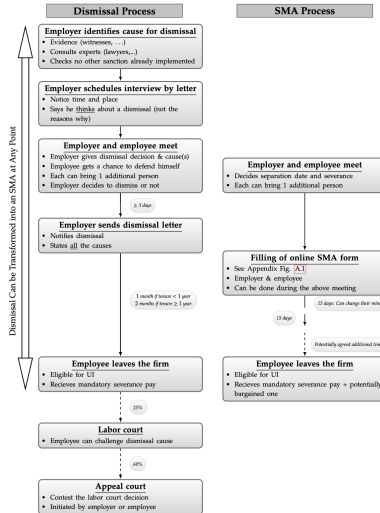 Dismissal Process
Employer identifies cause for dismissal
• Evidence (witnesses, ...)
• Consults experts (lawyers,...)
• Checks no other sanction already implemented
Employer schedules interview by letter
• Notice time and place
• Says he thinks about a dismissal (not the
reasons why)
Employer and employee meet
• Employer gives dismissal decision & cause(s)
• Employee gets a chance to defend himself
• Each can bring 1 additional person
• Employer decides to dismiss or not
≥ 3 days
Employer sends dismissal letter
• Notifies dismissal
• States all the causes
1 month if tenure < 1 year
2 months if tenure ≥ 1 year
Employee leaves the firm
• Eligible for UI
• Recieves mandatory severance pay
25%
Labor court
• Employee can challenge dismissal cause
60%
Appeal court
• Contest the labor court decision
• Initiated by employer or employee
Dismissal Can be Transformed into an SMA at Any Point
SMA Process
Employer and employee meet
• Decides separation date and severance
• Each can bring 1 additional person
Filling of online SMA form
• See Appendix Fig. A.1
• Employer & employee
• Can be done during the above meeting
15 days: Can change their min
15 days
Potentially agreed additional tim
Employee leaves the firm
• Eligible for UI
• Recieves mandatory severance pay + potentially
bargained one